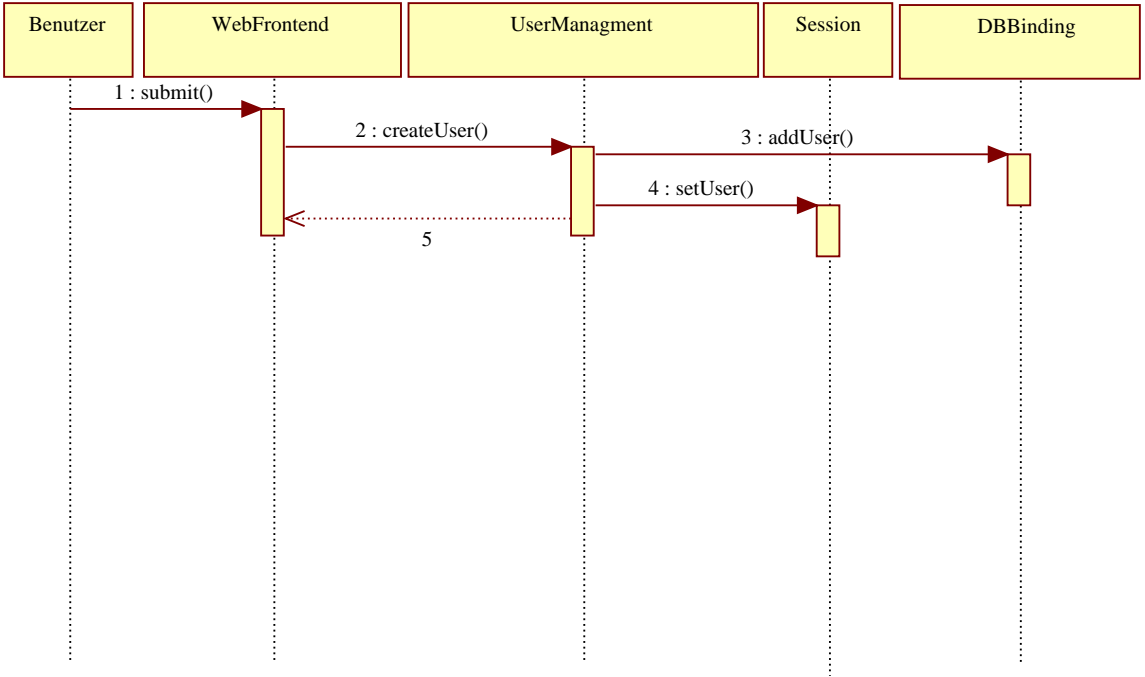 Benutzer
WebFrontend
UserManagment
Session
DBBinding
1 : submit()
2 : createUser()
3 : addUser()
4 : setUser()
5